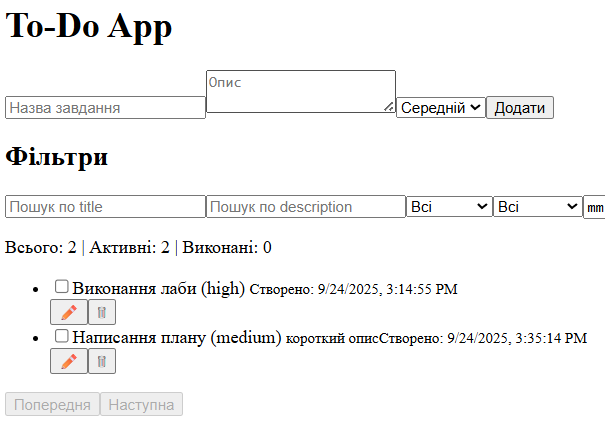 To-Do App
Назва завдання Опис Середній Додати
Фільтри
Пошук по title Пошук по description Всі Всі mm
Всього: 2 | Активні: 2 | Виконані: 0
Виконання лаби (high) Створено: 9/24/2025, 3:14:55 PM
Написання плану (medium) короткий описСтворено: 9/24/2025, 3:35:14 PM
Попередня Наступна